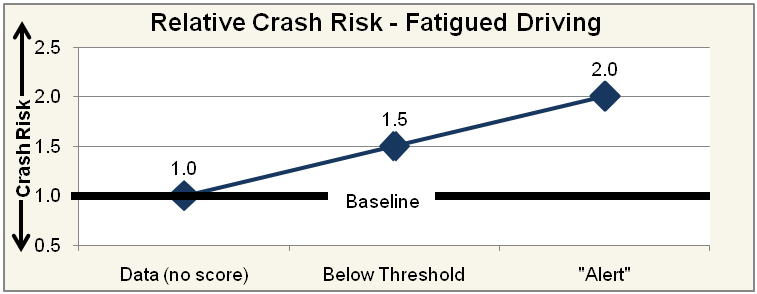 Relative Crash Risk - Fatigued Driving
Crash Risk
2.5
2.0
1.5
1.0
0.5
1.0
1.5
2.0
Baseline
Data (no score)
Below Threshold
"Alert"